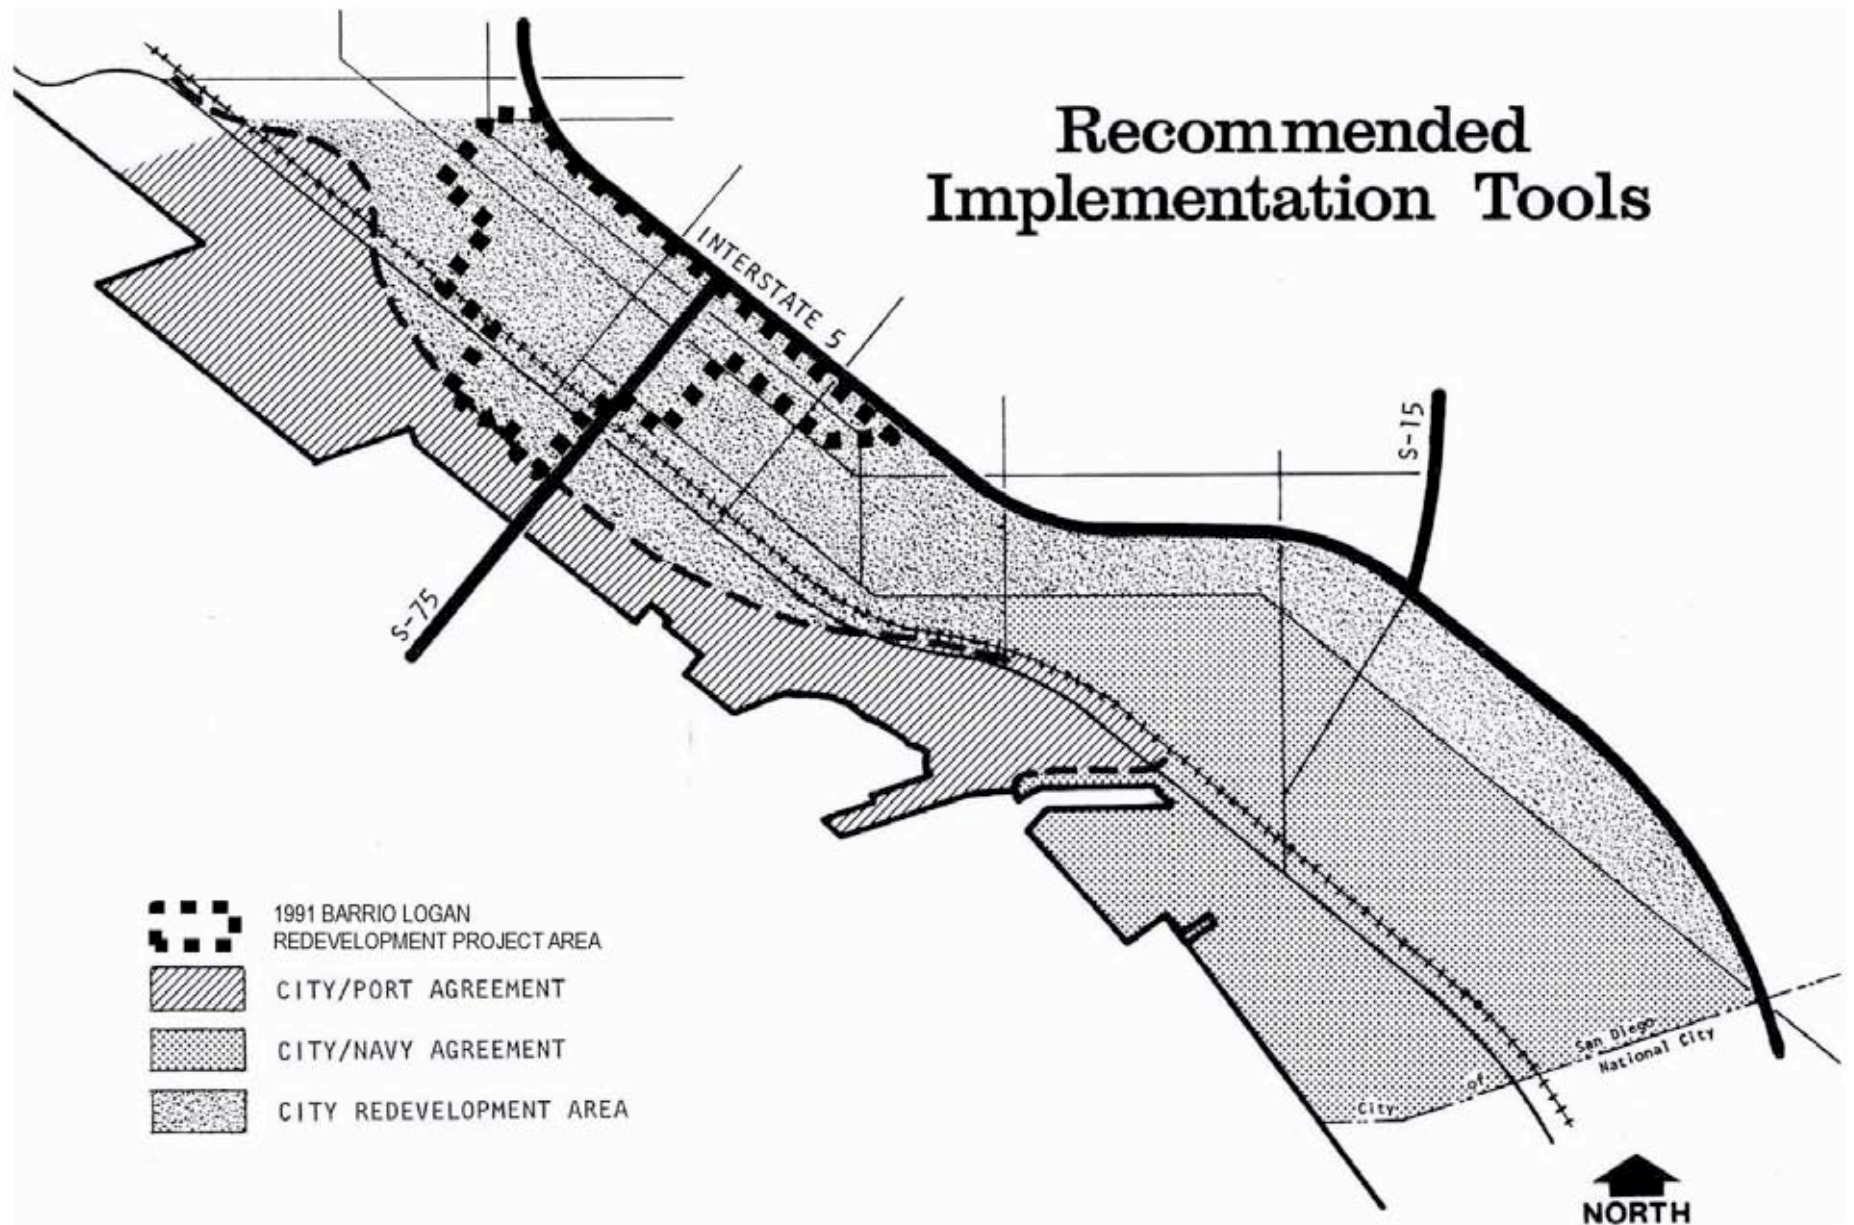 Recommended
Implementation Tools
INTERSTATE 5
S-15
S-75
1991 BARRIO LOGAN
REDEVELOPMENT PROJECT AREA
CITY/PORT AGREEMENT
CITY/NAVY AGREEMENT
CITY REDEVELOPMENT AREA
City of San Diego
National City
NORTH